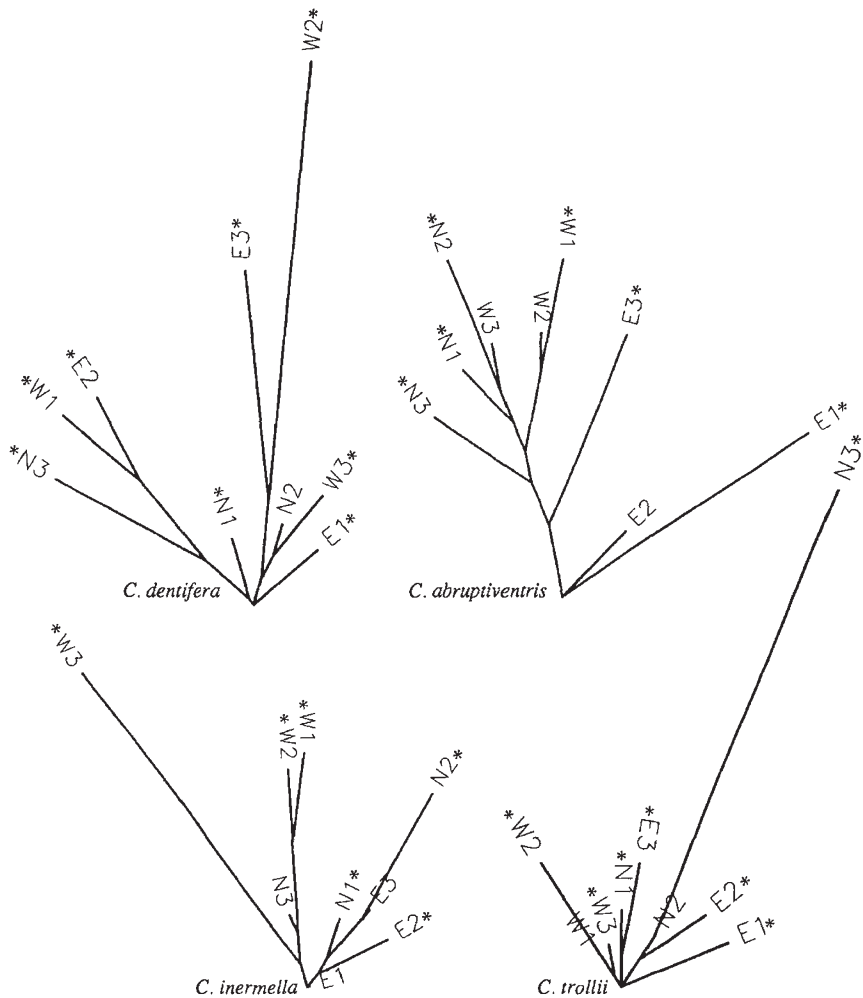 W2*
E3*
*E2
*W1
*N3
*N1
N2
W3*
E1*
C. dentifera
*N2
*W1
W3
W2
E3*
*N1
*N3
E1*
E2
C. abruptiventris
N3*
*W3
*W2
*W1
N2*
N3
N1*
E3
E2*
E1
C. inermella
*W2
*E3
*N1
*W3
W1
N2
E2*
E1*
C. trollii